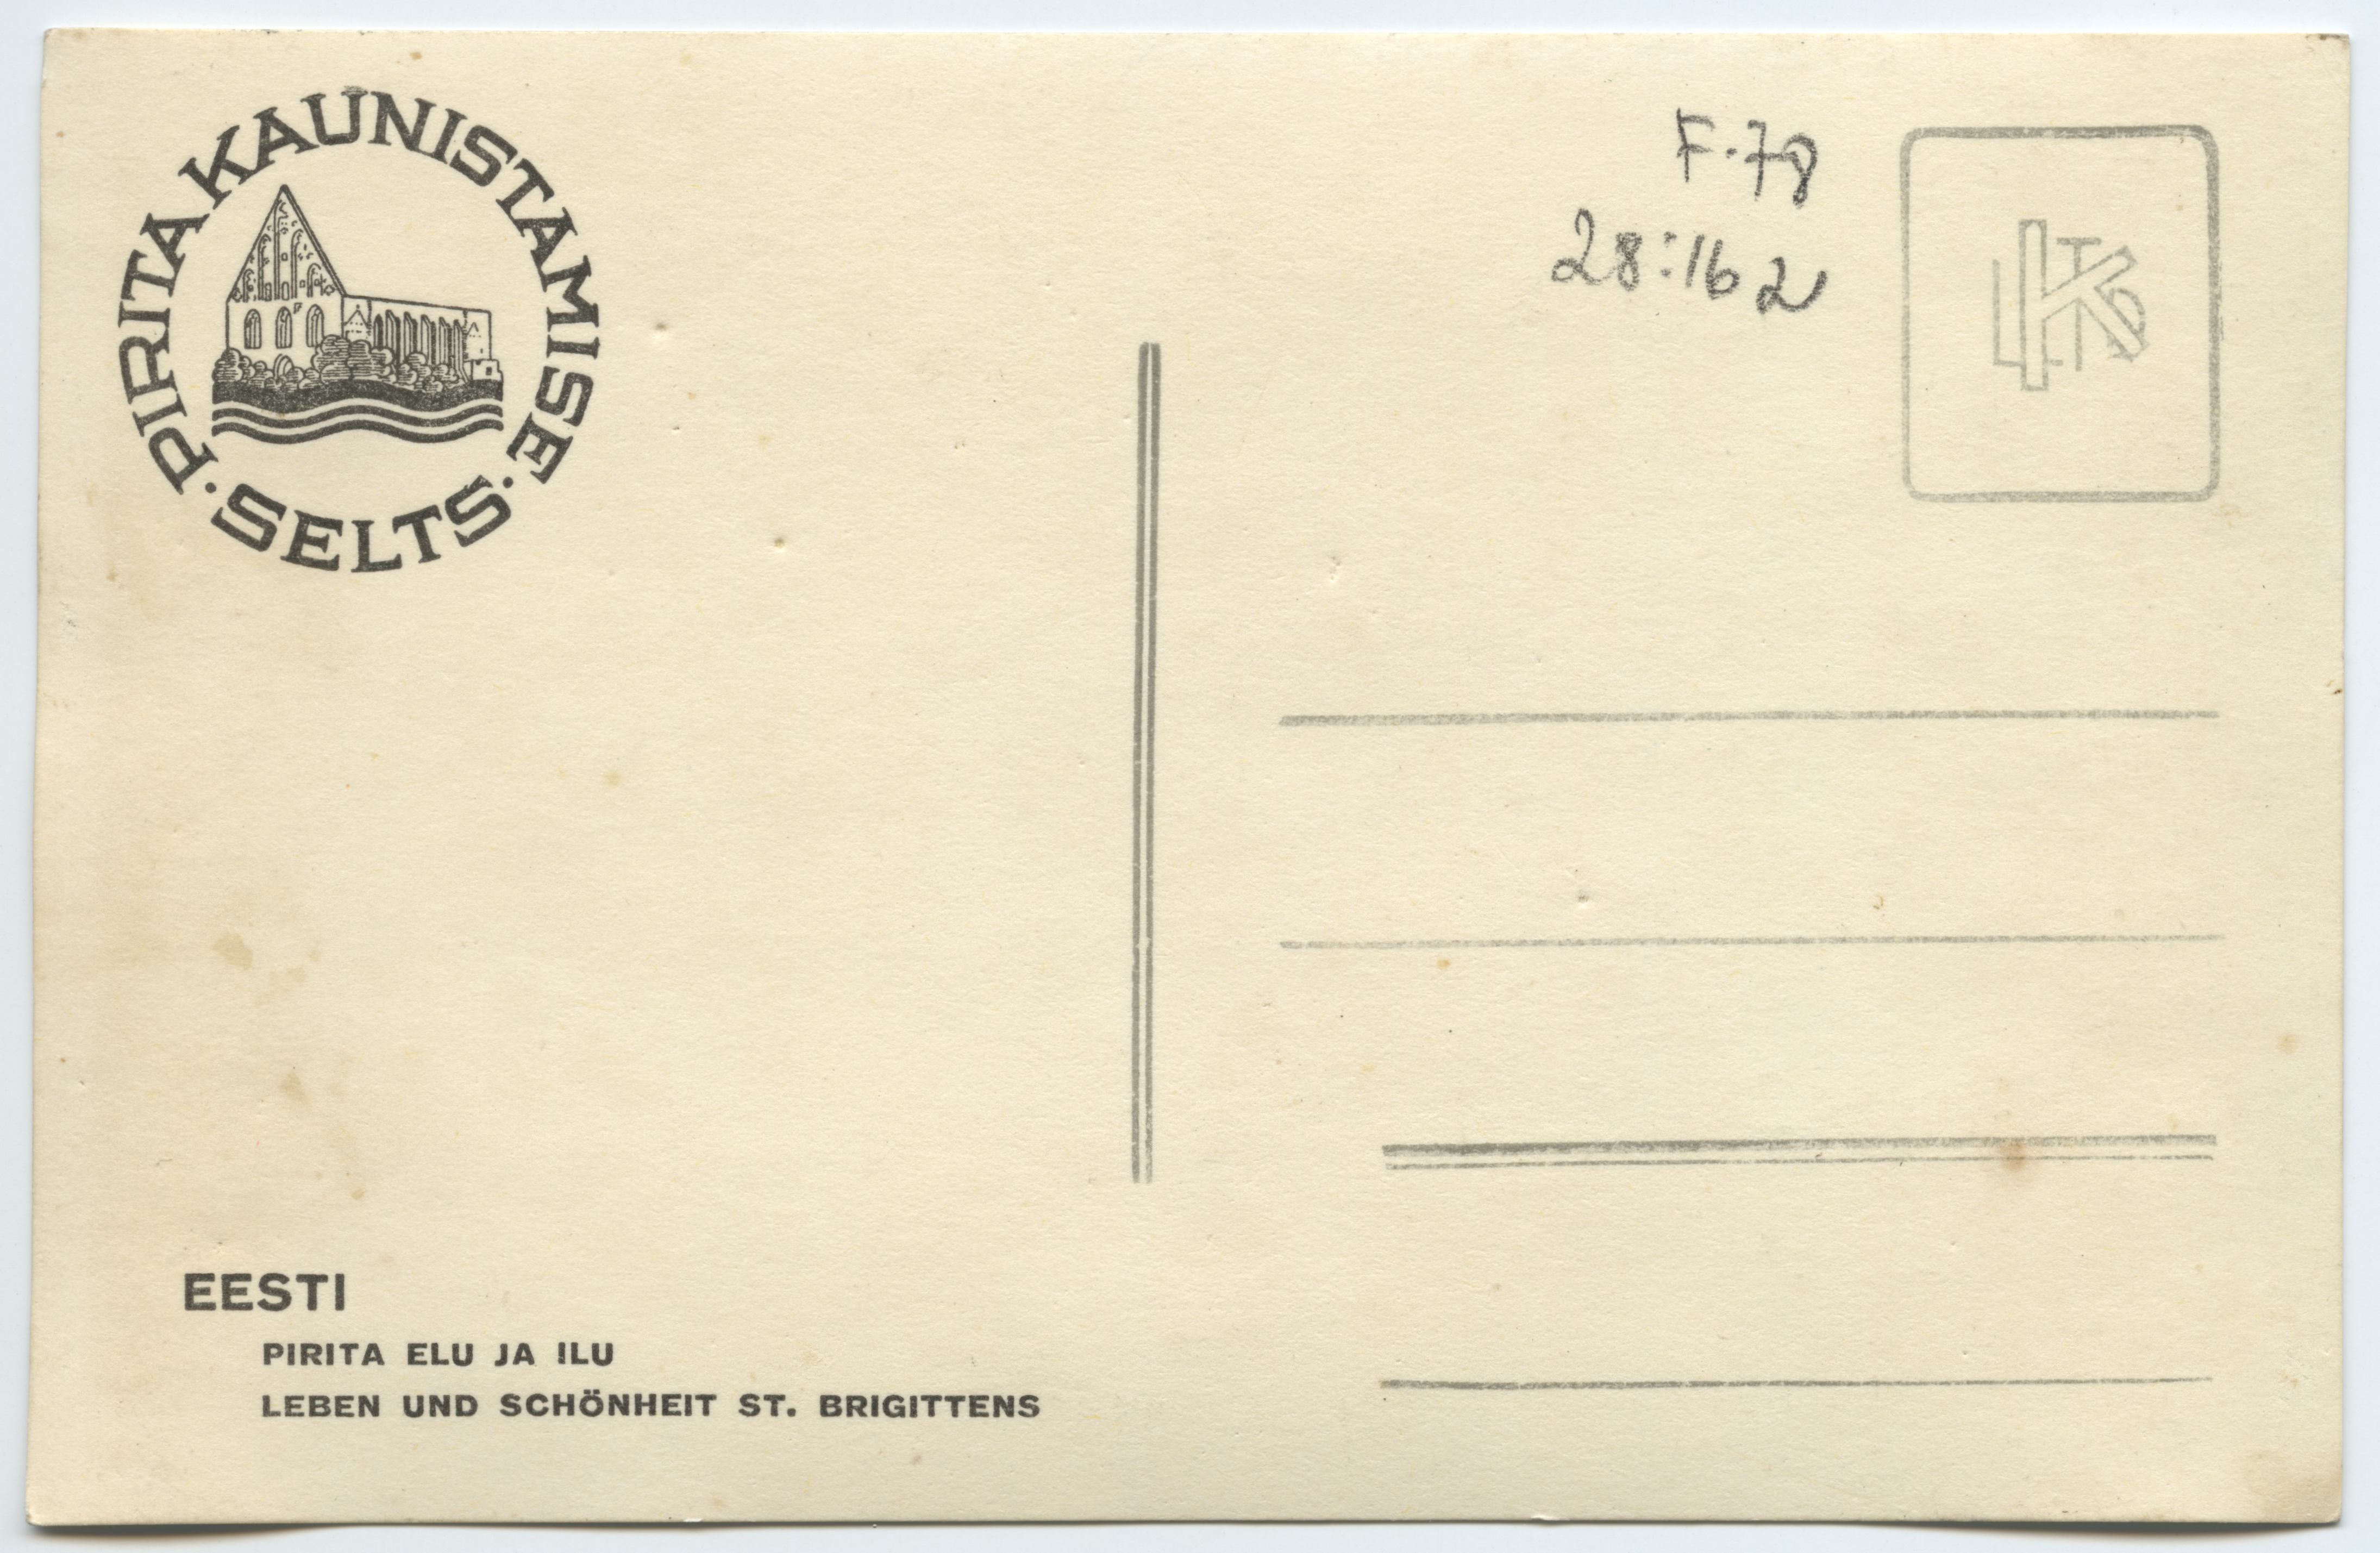 PIRITA KAUNISTAMISE · SELTS ·
F.78
28:162
EESTI
PIRITA ELU JA ILU
LEBEN UND SCHÖNHEIT ST. BRIGITTENS